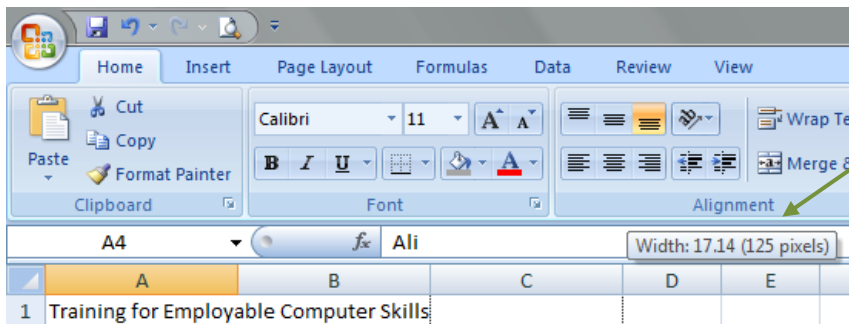 Home Insert Page Layout Formulas Data Review View
Cut
Calibri 11 A A Wrap
Copy
Paste
B I U A Merge &
Format Painter
Clipboard Font Alignment
A4 fx Ali
Width: 17.14 (125 pixels)
A B C D E
1 Training for Employable Computer Skills